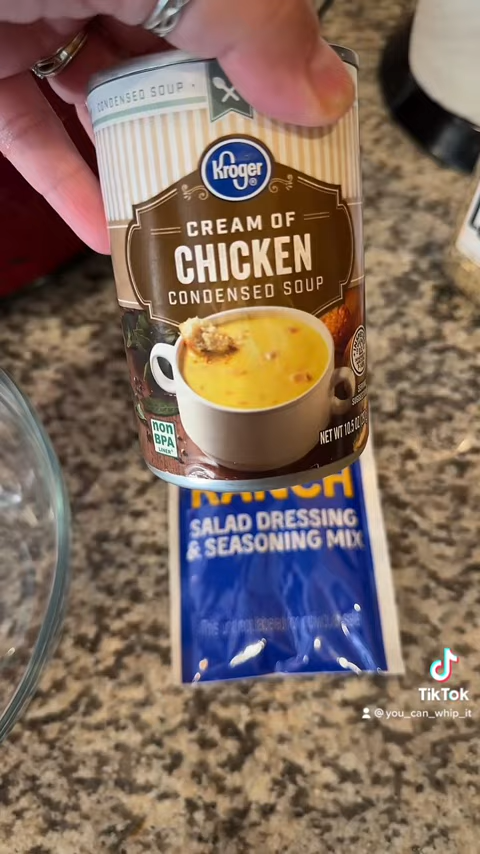 CONDENSED SOUP
Kroger
CREAM OF
CHICKEN
CONDENSED SOUP
non
BPA
LINER*
NET WT 10.5 OZ
RANCH
SALAD DRESSING
& SEASONING MIX
TikTok
@you_can_whip_it